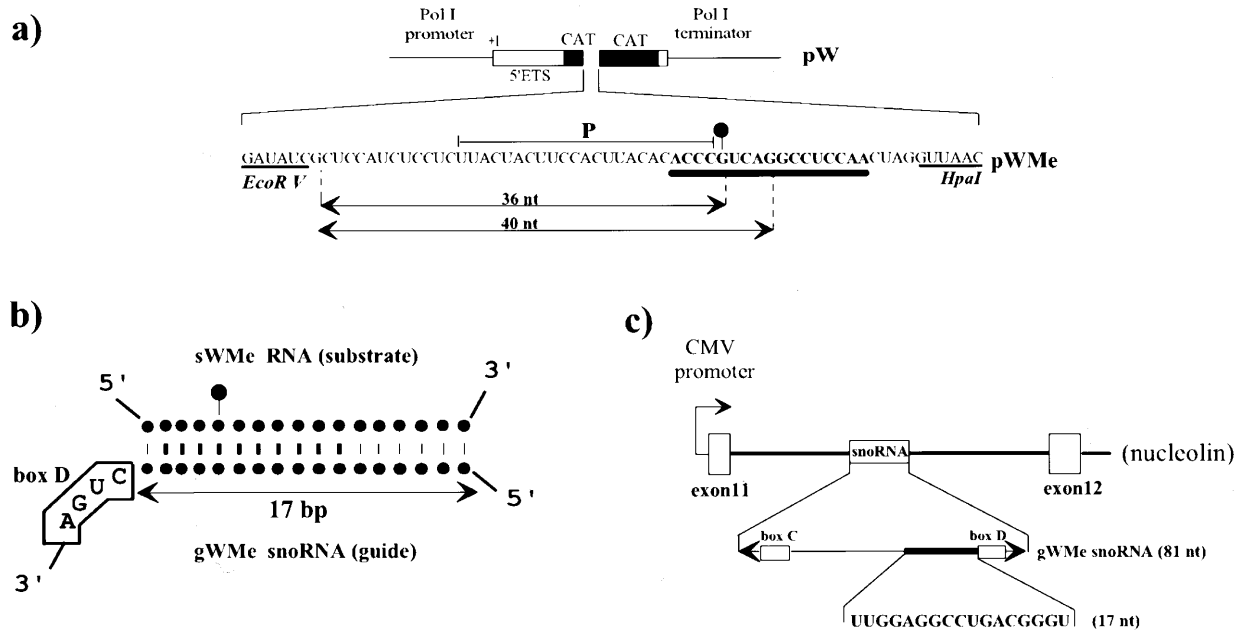 a)
Pol I promoter
Pol I terminator
+1
CAT
CAT
pW
5'ETS
P
GAUAUCGCUCCAUCUCCUCUUACUACUUCCACUUACACACCCGUCAGGCCUCCAACUAGGUUAAC pWMe
EcoR V
HpaI
36 nt
40 nt
b)
sWMe RNA (substrate)
5'
3'
box D
A G U C
17 bp
5'
3'
gWMe snoRNA (guide)
c)
CMV promoter
snoRNA
(nucleolin)
exon11
exon12
box C
box D
gWMe snoRNA (81 nt)
UUGGAGGCCUGACGGGU (17 nt)